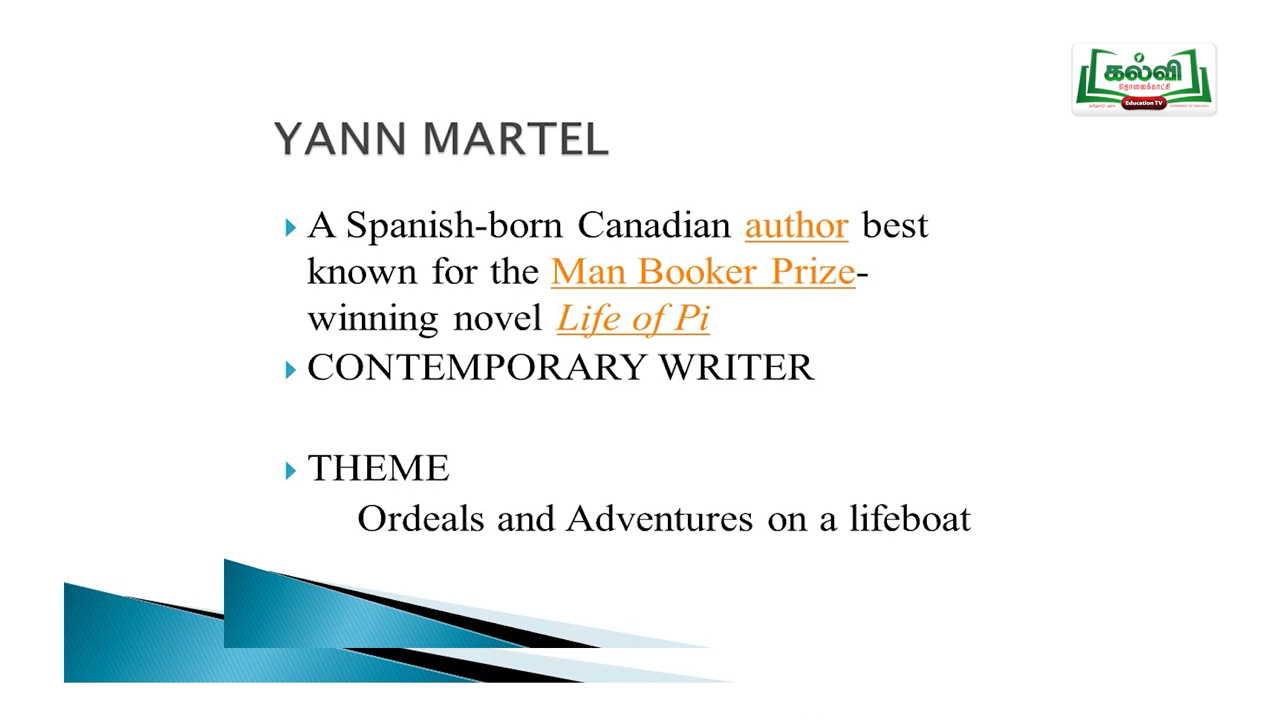 கல்வி
தொலைக்காட்சி
Education TV
YANN MARTEL
A Spanish-born Canadian author best
known for the Man Booker Prize-
winning novel Life of Pi
CONTEMPORARY WRITER
THEME
Ordeals and Adventures on a lifeboat